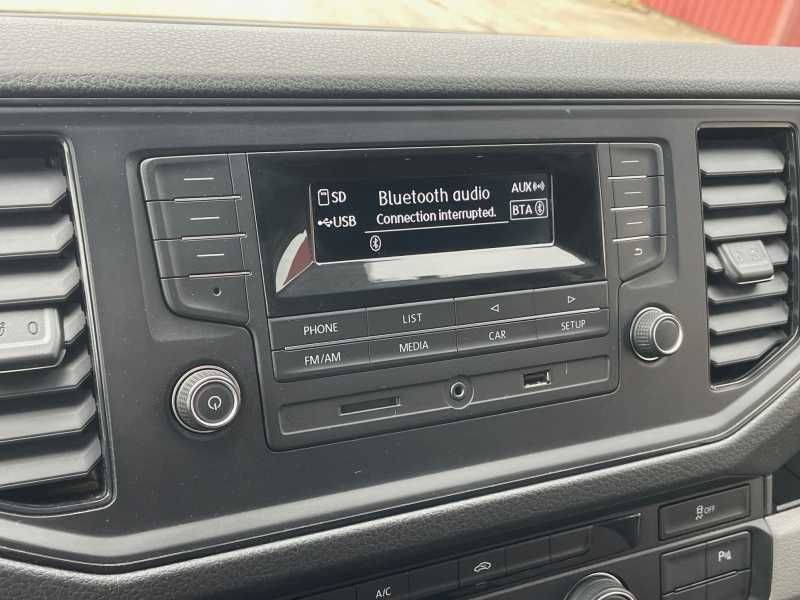 SD
Bluetooth audio
AUX
USB
Connection interrupted.
BTA
PHONE
LIST
FM/AM
MEDIA
CAR
SETUP
OFF
A/C
P